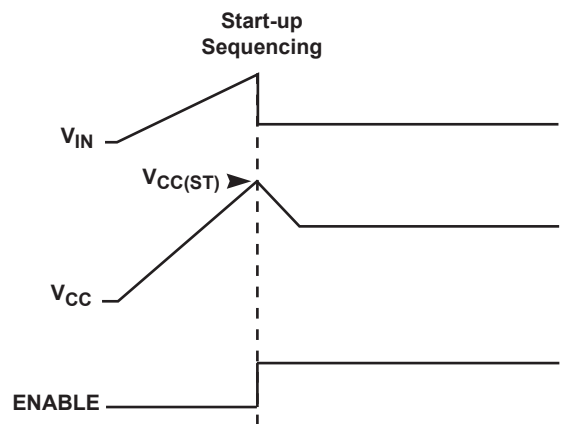 Start-up
Sequencing
VIN
VCC(ST)
VCC
ENABLE